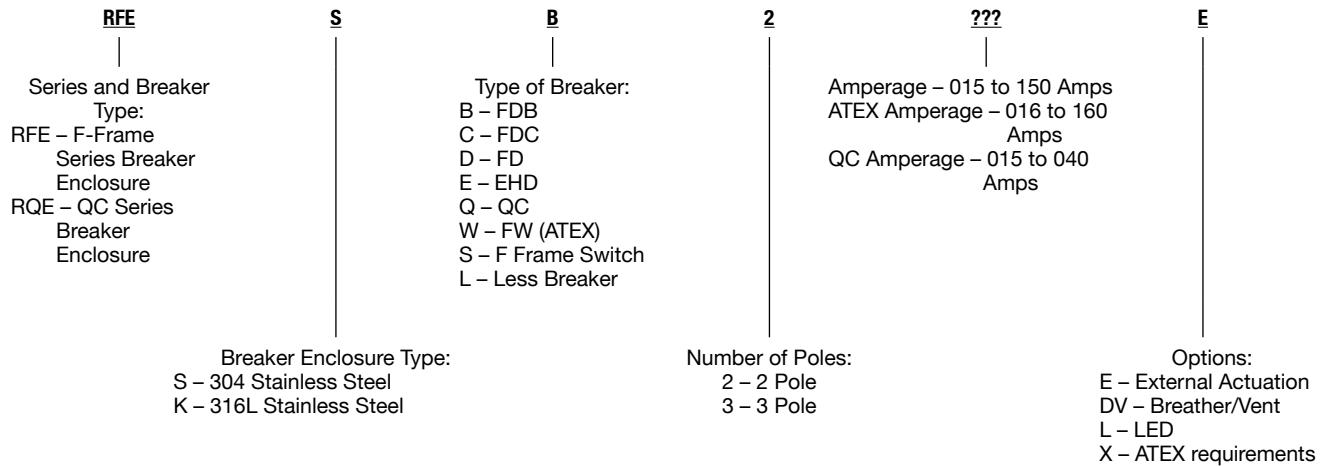 RFE S B 2 ??? E
Series and Breaker
Type:
RFE – F-Frame
Series Breaker
Enclosure
RQE – QC Series
Breaker
Enclosure
Type of Breaker:
B – FDB
C – FDC
D – FD
E – EHD
Q – QC
W – FW (ATEX)
S – F Frame Switch
L – Less Breaker
Amperage – 015 to 150 Amps
ATEX Amperage – 016 to 160
Amps
QC Amperage – 015 to 040
Amps
Breaker Enclosure Type:
S – 304 Stainless Steel
K – 316L Stainless Steel
Number of Poles:
2 – 2 Pole
3 – 3 Pole
Options:
E – External Actuation
DV – Breather/Vent
L – LED
X – ATEX requirements